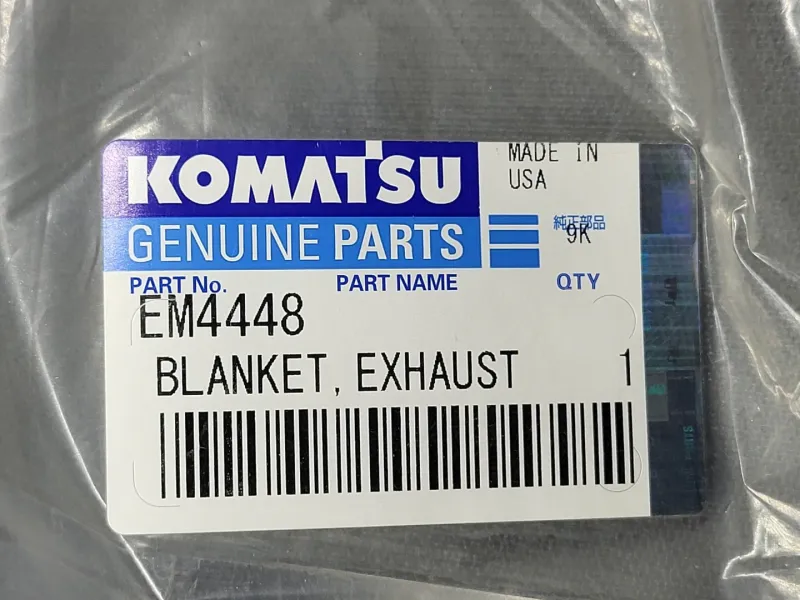 KOMATSU
MADE IN
USA
GENUINE PARTS
純正部品
9K
PART No.
PART NAME
QTY
EM4448
BLANKET, EXHAUST
1